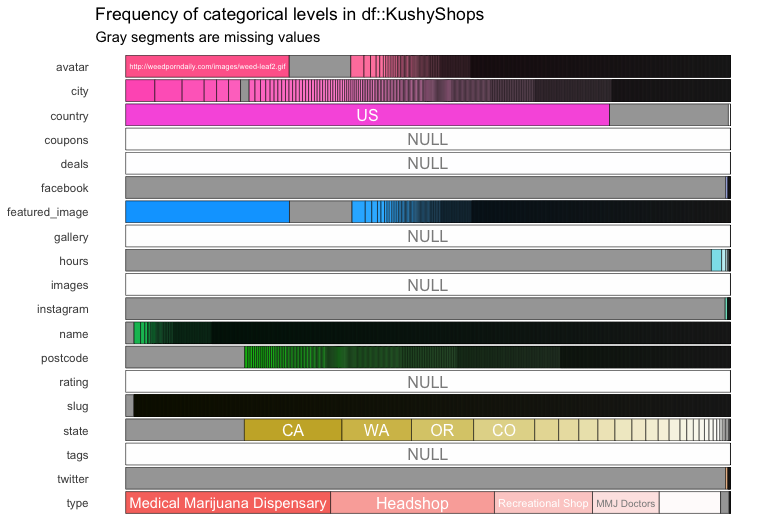 Frequency of categorical levels in df::KushyShops
Gray segments are missing values
avatar http://weedporndaily.com/images/weed-leaf2.gif
city
country US
coupons NULL
deals NULL
facebook
featured_image
gallery NULL
hours
images NULL
instagram
name
postcode
rating NULL
slug
state CA WA OR CO
tags NULL
twitter
type Medical Marijuana Dispensary Headshop Recreational Shop MMJ Doctors